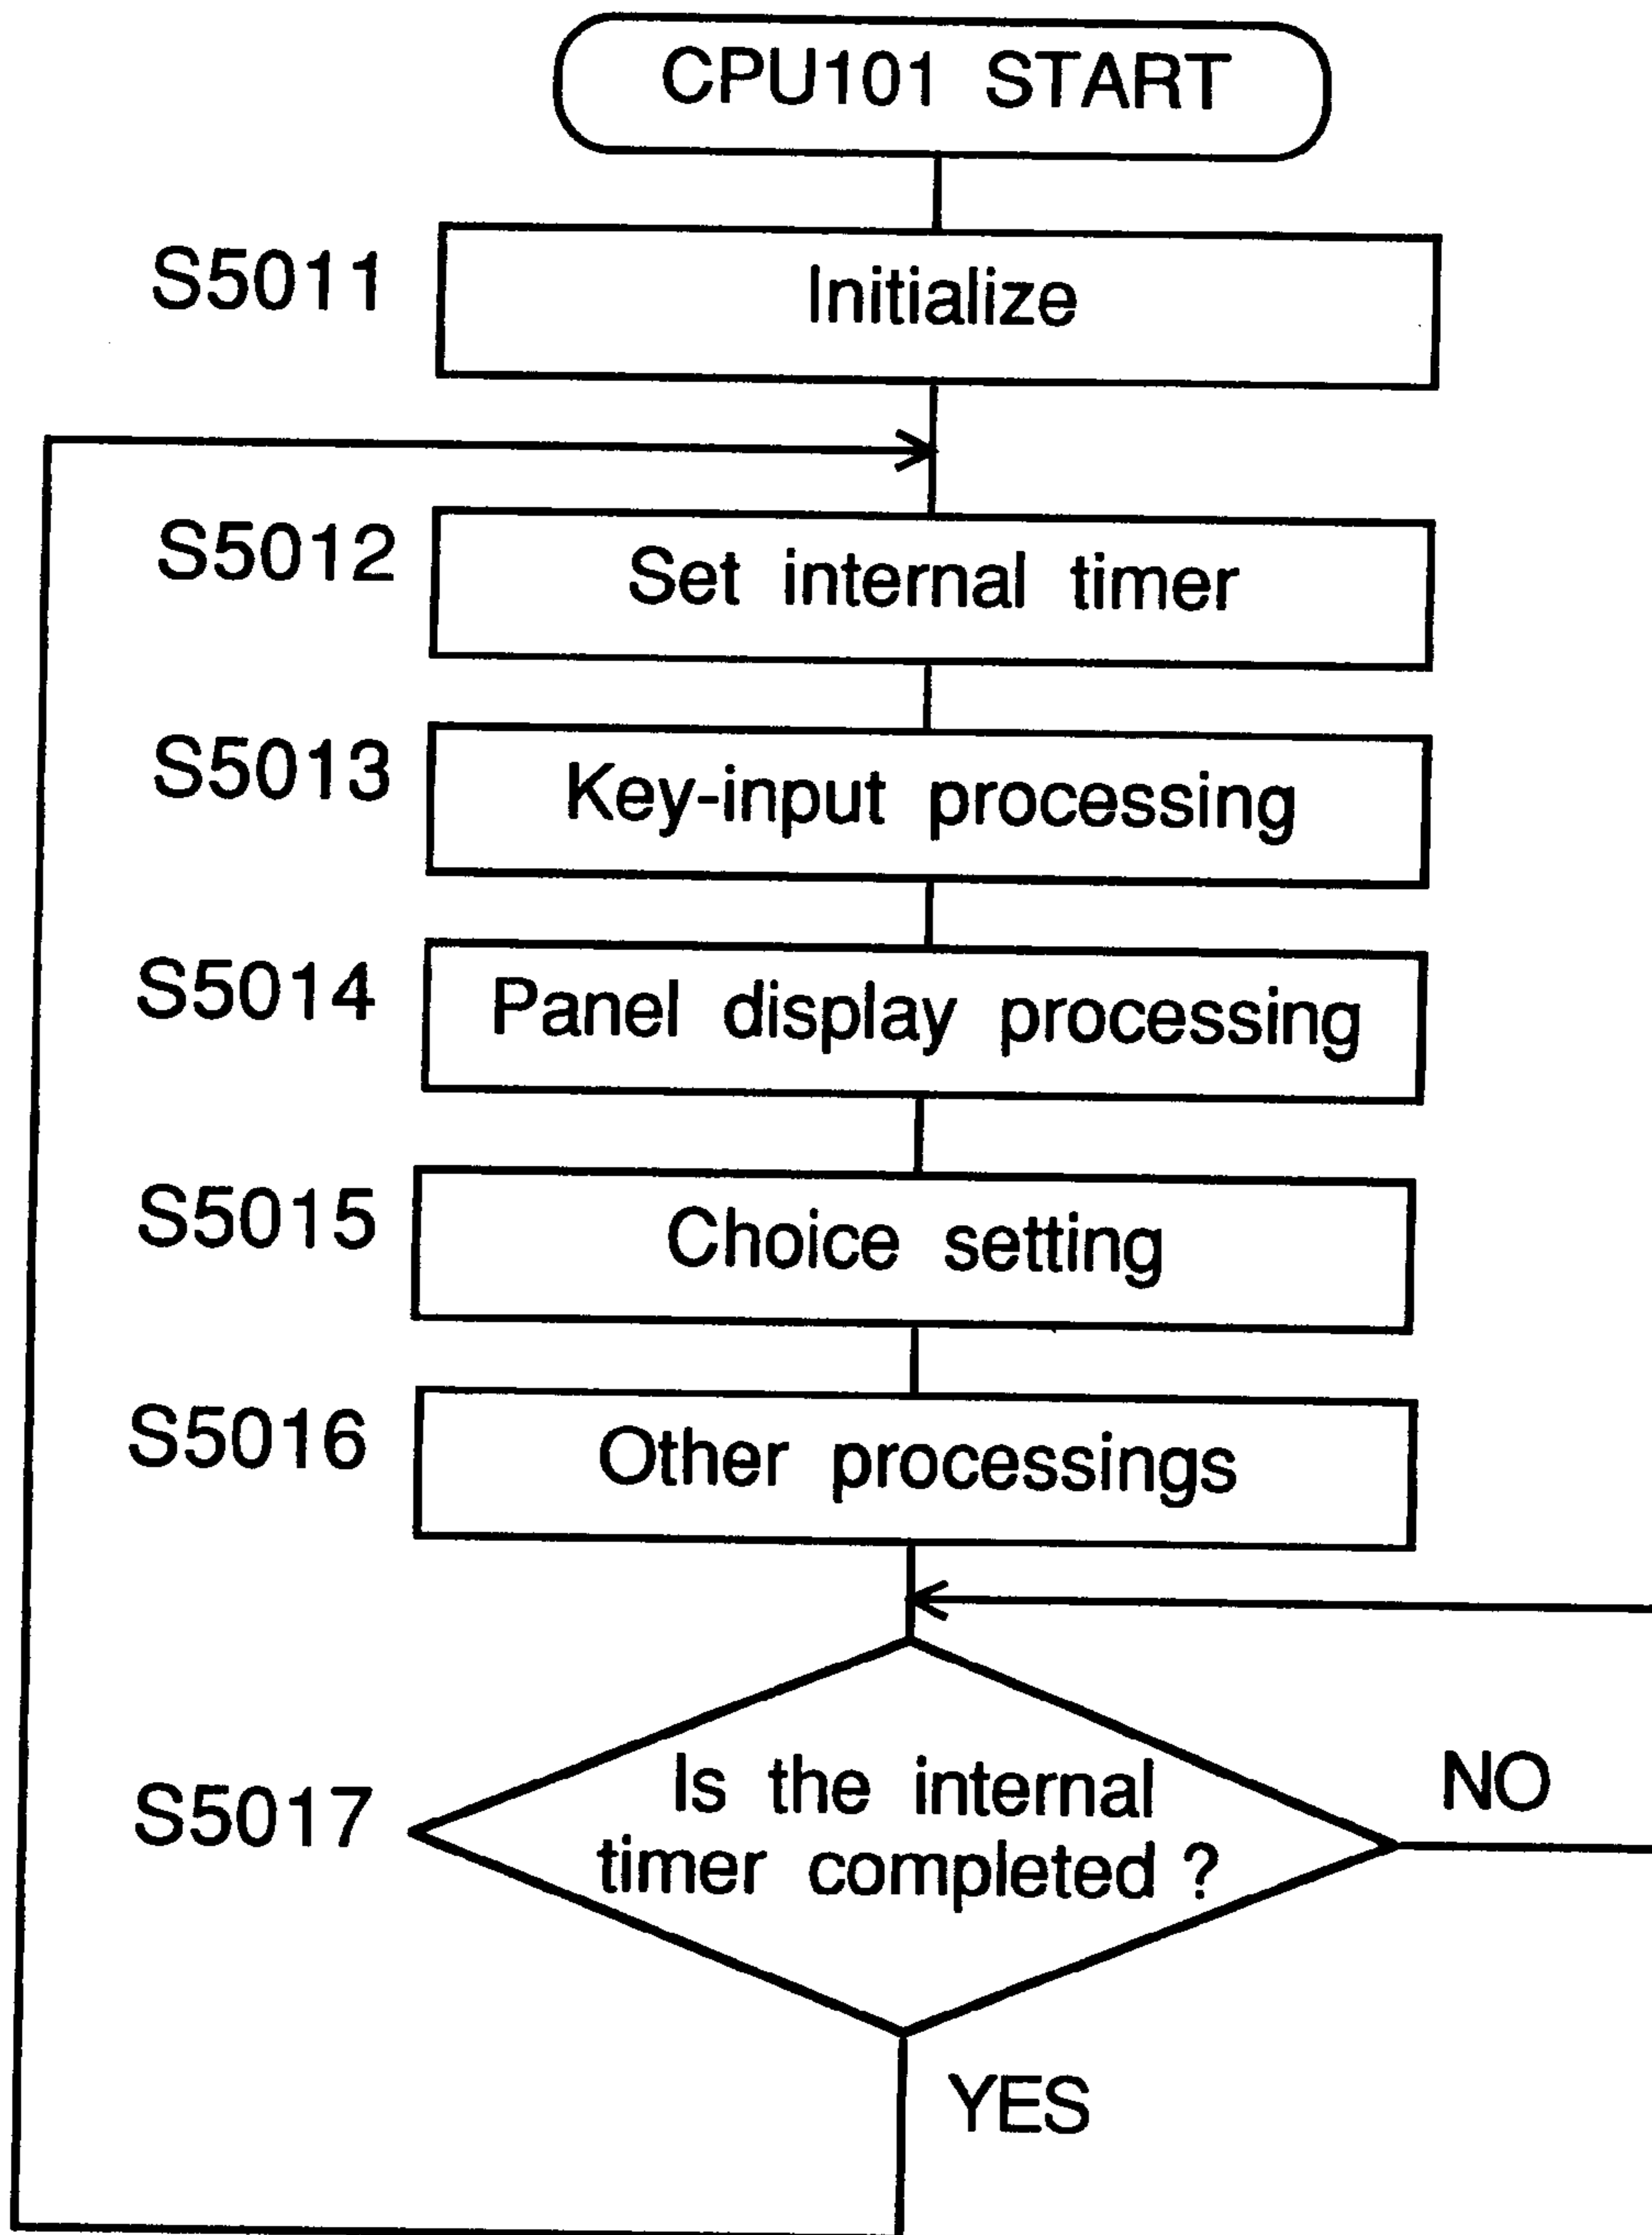 CPU101 START
S5011
Initialize
S5012
Set internal timer
S5013
Key-input processing
S5014
Panel display processing
S5015
Choice setting
S5016
Other processings
S5017
Is the internal
timer completed ?
NO
YES